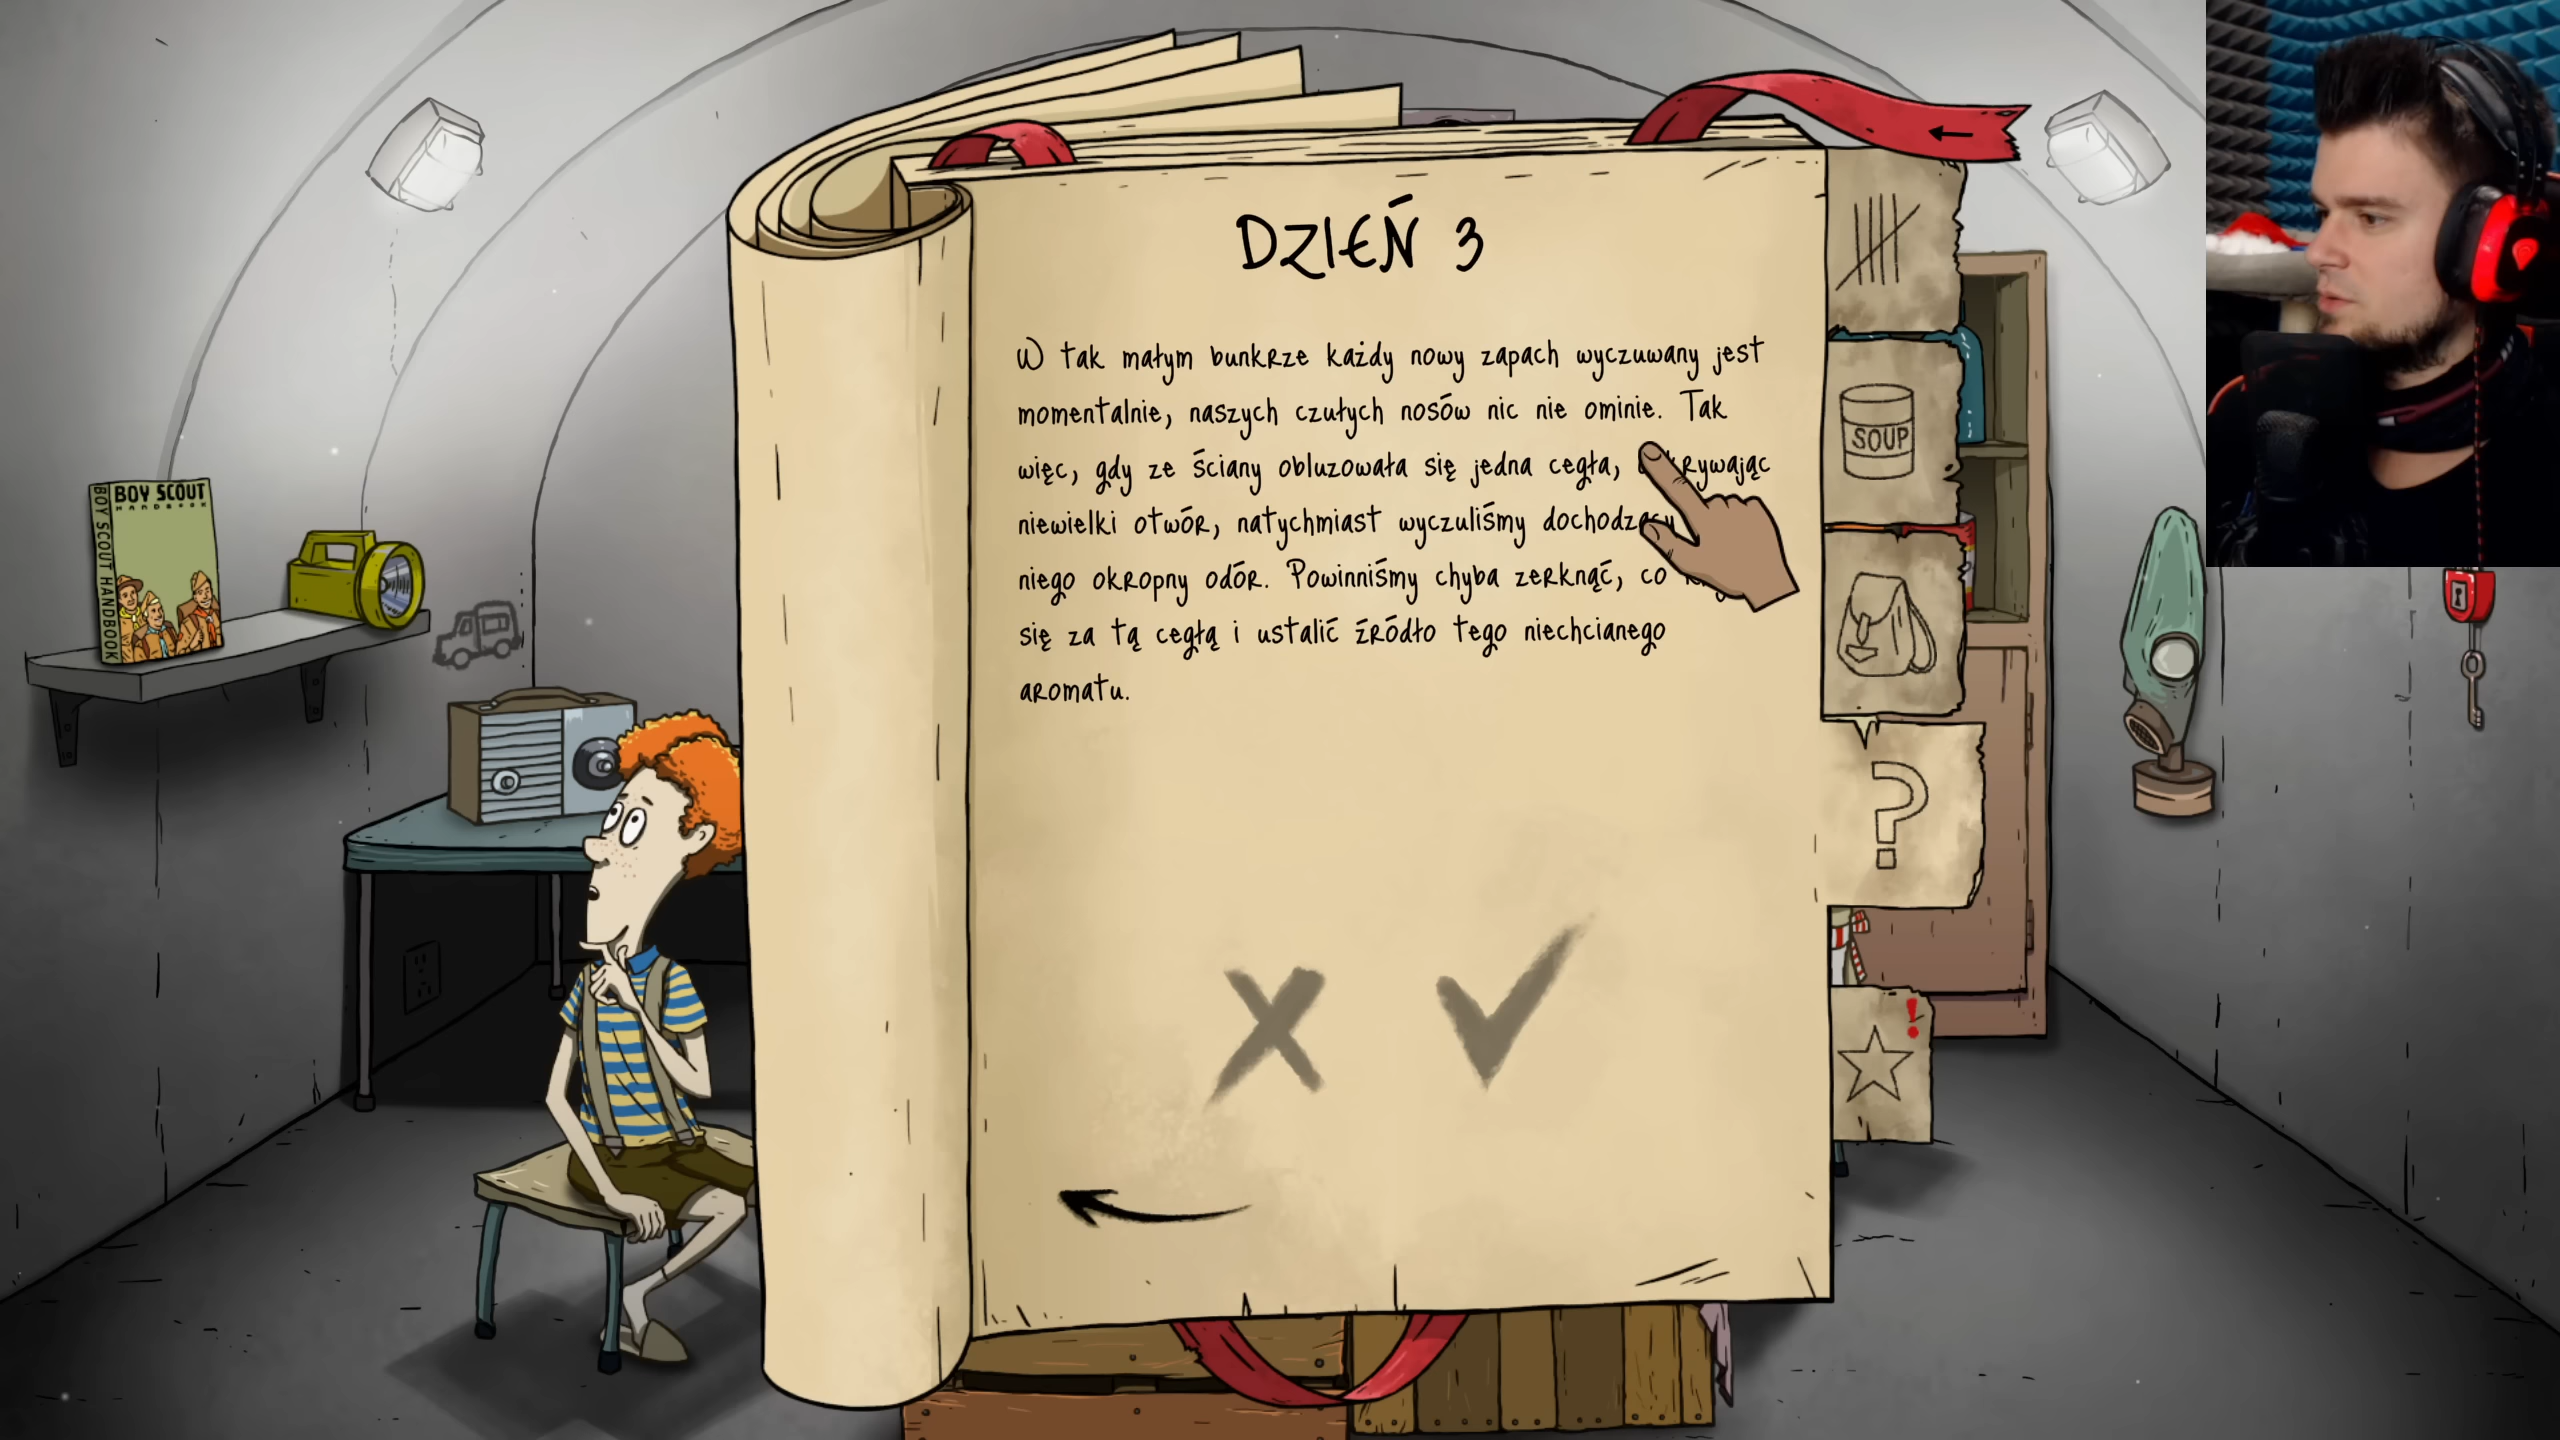 DZIEŃ 3
W tak małym bunkrze każdy nowy zapach wyczuwany jest
momentalnie, naszych czułych nosów nic nie ominie. Tak
więc, gdy ze ściany obluzowała się jedna cegła,
niewielki otwór, natychmiast wyczuliśmy
niego okropny odór. Powinniśmy chyba zerknąć, co
się za tą cegłą i ustalić źródło tego niechcianego
aromatu.
SOUP
BOY SCOUT
HANDBOOK
BOY SCOUT HANDBOOK